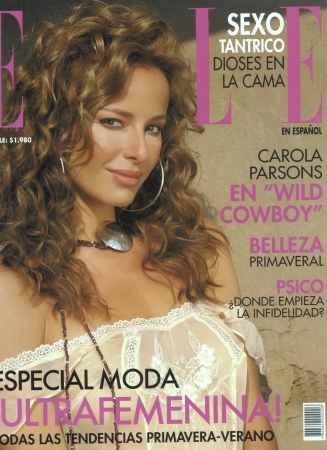 E L E
SEXO
TANTRICO
DIOSES EN
LA CAMA
LE: $1.980
EN ESPAÑOL
CAROLA
PARSONS
EN "WILD
COWBOY"
BELLEZA
PRIMAVERAL
PSICO
¿DONDE EMPIEZA
LA INFIDELIDAD?
ESPECIAL MODA
ULTRAFEMENINA!
ODAS LAS TENDENCIAS PRIMAVERA-VERANO